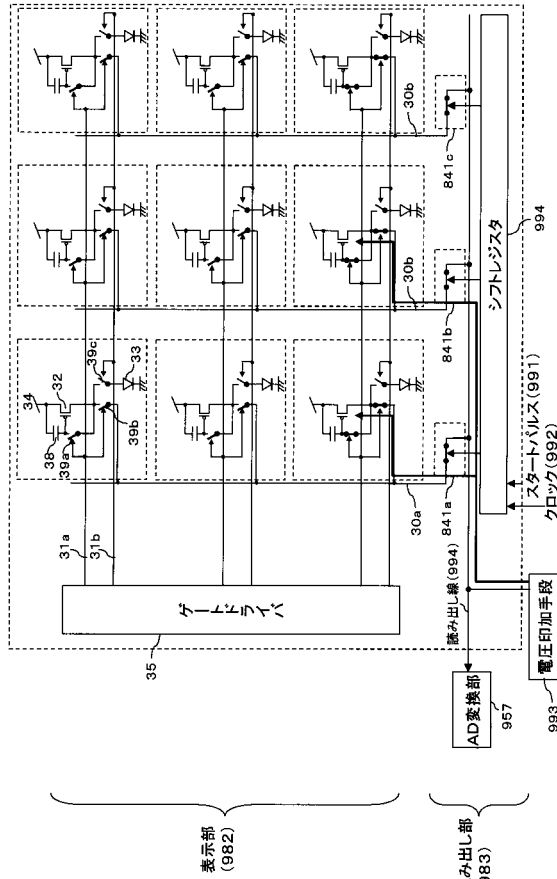 34
32
38
39a
39b
39c
33
31a
31b
ゲートドライバ
35
30a
30b
30b
841a
841b
841c
シフトレジスタ
994
スタートパルス(991)
クロック(992)
読み出し線(994)
AD変換部
957
電圧印加手段
993
表示部
(982)
み出し部
983)